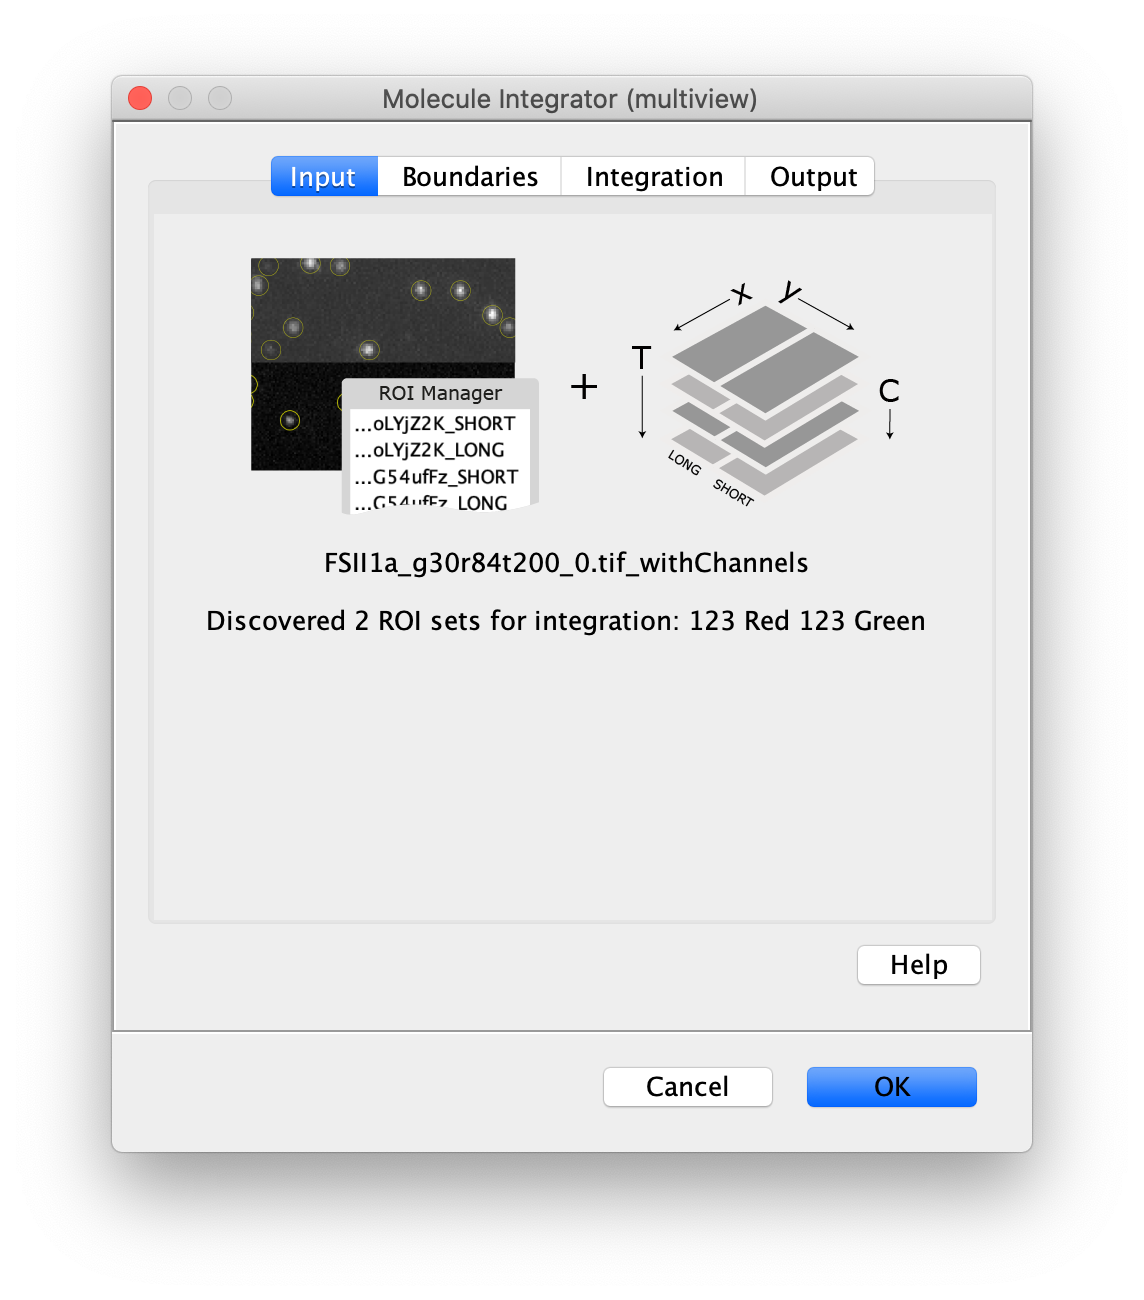 Molecule Integrator (multiview)
Input Boundaries Integration Output
ROI Manager
...oLYjZ2K_SHORT
...oLYjZ2K_LONG
...G54ufFz_SHORT
...G54ufFz_LONG
+
x y
T
C
LONG
SHORT
FSII1a_g30r84t200_0.tif_withChannels
Discovered 2 ROI sets for integration: 123 Red 123 Green
Help
Cancel OK